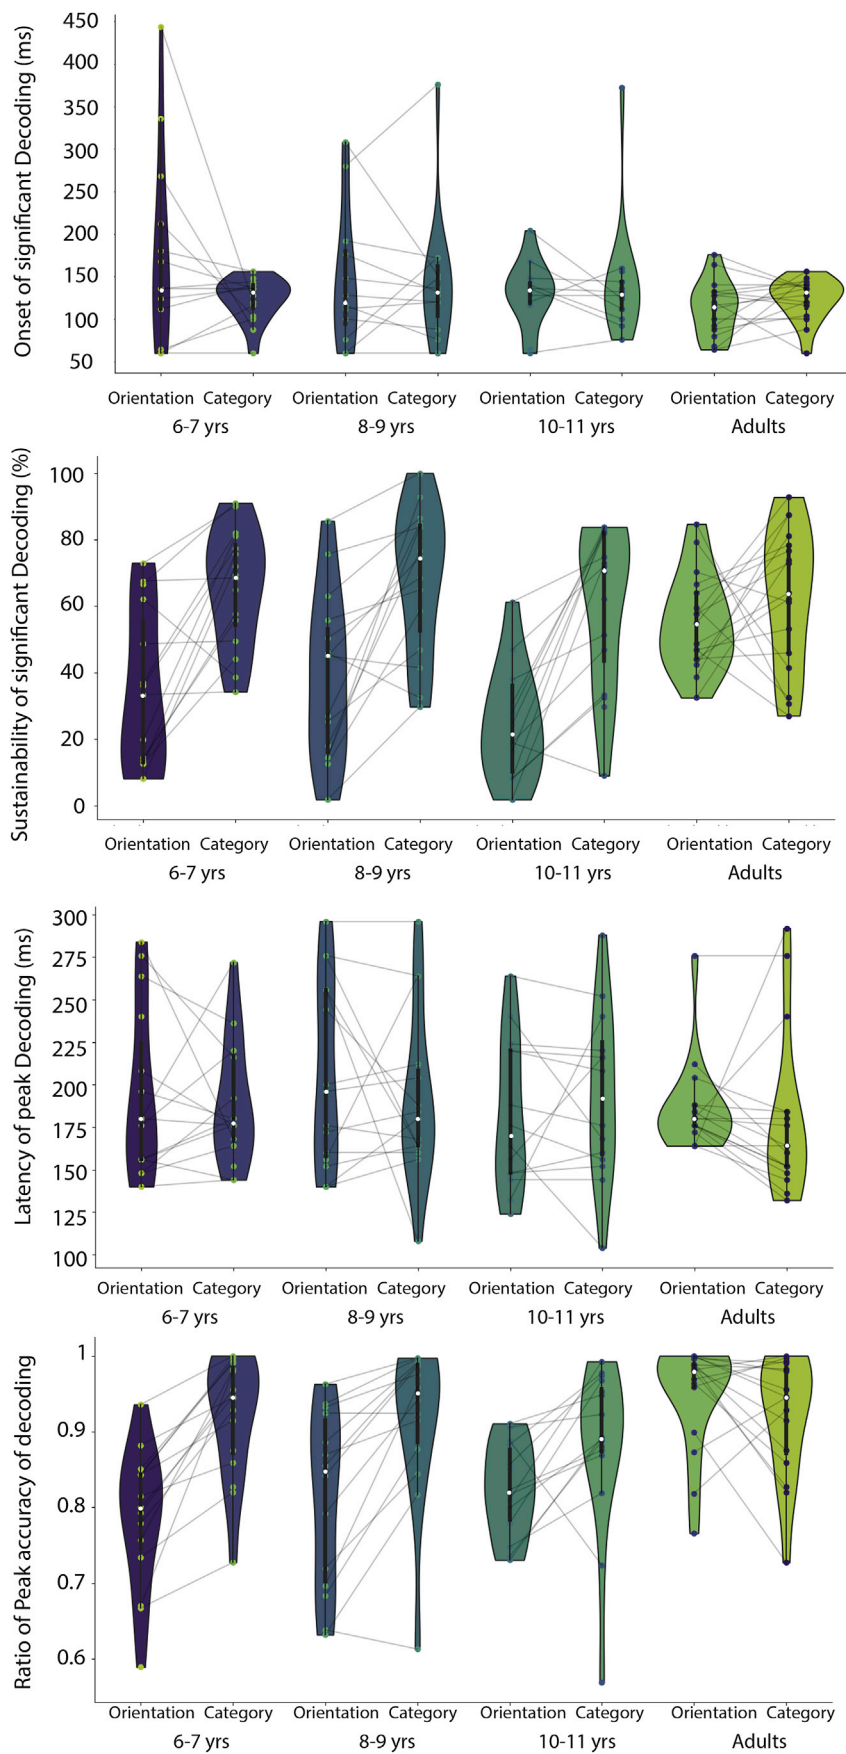 Onset of significant Decoding (ms)
450
400
350
300
250
200
150
100
50
Orientation Category Orientation Category Orientation Category Orientation Category
6-7 yrs 8-9 yrs 10-11 yrs Adults
Sustainability of significant Decoding (%)
100
80
60
40
20
0
Orientation Category Orientation Category Orientation Category Orientation Category
6-7 yrs 8-9 yrs 10-11 yrs Adults
Latency of peak Decoding (ms)
300
275
250
225
200
175
150
125
100
Orientation Category Orientation Category Orientation Category Orientation Category
6-7 yrs 8-9 yrs 10-11 yrs Adults
Ratio of Peak accuracy of decoding
1
0.9
0.8
0.7
0.6
Orientation Category Orientation Category Orientation Category Orientation Category
6-7 yrs 8-9 yrs 10-11 yrs Adults